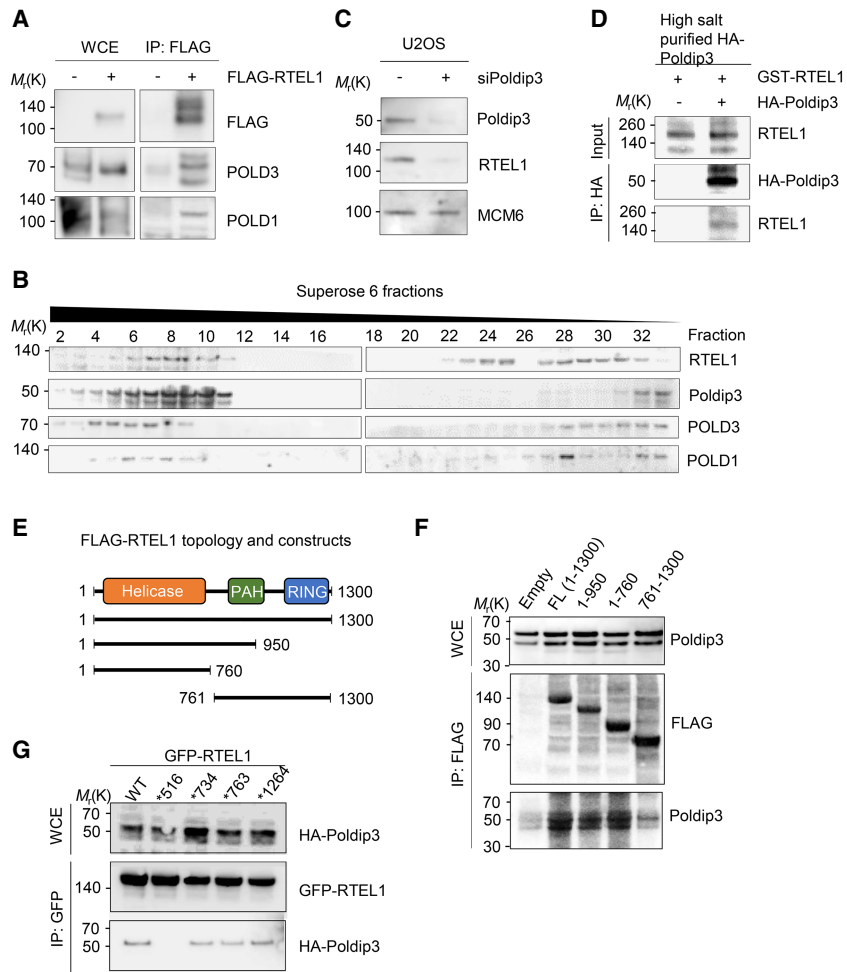 A
WCE IP: FLAG
Mr(K) - + - + FLAG-RTEL1
140
100
FLAG
70
POLD3
140
100
POLD1
C
U2OS
Mr(K) - + siPoldip3
50
Poldip3
140
100
RTEL1
100
MCM6
D
High salt
purified HA-
Poldip3
+ + GST-RTEL1
Mr(K) - + HA-Poldip3
Input
260
140
RTEL1
IP: HA
50
HA-Poldip3
260
140
RTEL1
B
Superose 6 fractions
Mr(K) 2 4 6 8 10 12 14 16 18 20 22 24 26 28 30 32 Fraction
140 RTEL1
50 Poldip3
70 POLD3
140 POLD1
E
FLAG-RTEL1 topology and constructs
1 Helicase PAH RING 1300
1 1300
1 950
1 760
761 1300
F
Mr(K) Empty FL (1-1300) 1-950 1-760 761-1300
WCE
70
50
30
Poldip3
IP: FLAG
140
90
70
FLAG
70
50
30
Poldip3
G
GFP-RTEL1
Mr(K) WT *516 *734 *763 *1264
WCE
70
50
HA-Poldip3
IP: GFP
140
GFP-RTEL1
70
50
HA-Poldip3